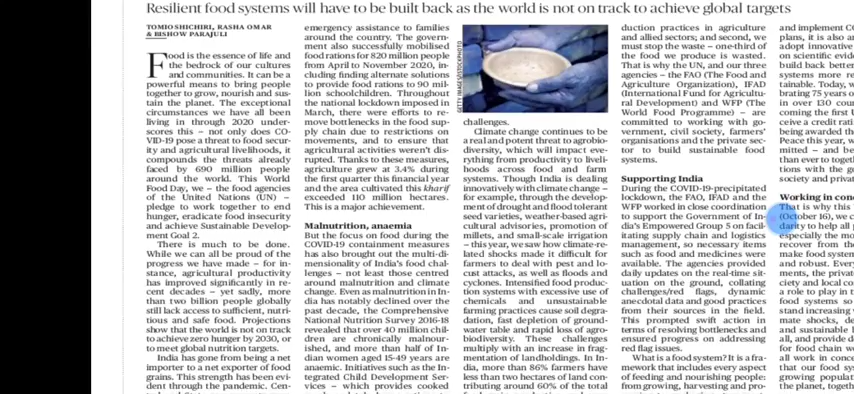 Resilient food systems will have to be built back as the world is not on track to achieve global targets
TOMIO SHICHIRI, RASHA OMAR
& BISHOW PARAJULI
Food is the essence of life and
the bedrock of our cultures
and communities. It can be a
powerful means to bring people
together to grow, nourish and sus-
tain the planet. The exceptional
circumstances we have all been
living in through 2020 under-
scores this – not only does CO-
VID-19 pose a threat to food secur-
ity and agricultural livelihoods, it
compounds the threats already
faced by 690 million people
around the world. This World
Food Day, we – the food agencies
of the United Nations (UN) –
pledge to work together to end
hunger, eradicate food insecurity
and achieve Sustainable Develop-
ment Goal 2.
There is much to be done.
While we can all be proud of the
progress we have made – for in-
stance, agricultural productivity
has improved significantly in re-
cent decades – yet sadly, more
than two billion people globally
still lack access to sufficient, nutri-
tious and safe food. Projections
show that the world is not on track
to achieve zero hunger by 2030, or
to meet global nutrition targets.
India has gone from being a net
importer to a net exporter of food
grains. This strength has been evi-
dent through the pandemic. Cen-
emergency assistance to families
around the country. The govern-
ment also successfully mobilised
food rations for 820 million people
from April to November 2020, in-
cluding finding alternate solutions
to provide food rations to 90 mil-
lion schoolchildren. Throughout
the national lockdown imposed in
March, there were efforts to re-
move bottlenecks in the food sup-
ply chain due to restrictions on
movements, and to ensure that
agricultural activities weren't dis-
rupted. Thanks to these measures,
agriculture grew at 3.4% during
the first quarter this financial year
and the area cultivated this kharif
exceeded 110 million hectares.
This is a major achievement.
Malnutrition, anaemia
But the focus on food during the
COVID-19 containment measures
has also brought out the multi-di-
mensionality of India's food chal-
lenges – not least those centred
around malnutrition and climate
change. Even as malnutrition in In-
dia has notably declined over the
past decade, the Comprehensive
National Nutrition Survey 2016-18
revealed that over 40 million chil-
dren are chronically malnour-
ished, and more than half of In-
dian women aged 15-49 years are
anaemic. Initiatives such as the In-
tegrated Child Development Ser-
vices – which provides cooked
GETTY IMAGES/ISTOCKPHOTO
challenges.
Climate change continues to be
a real and potent threat to agrobio-
diversity, which will impact eve-
rything from productivity to liveli-
hoods across food and farm
systems. Though India is dealing
innovatively with climate change –
for example, through the develop-
ment of drought and flood tolerant
seed varieties, weather-based agri-
cultural advisories, promotion of
millets, and small-scale irrigation
– this year, we saw how climate-re-
lated shocks made it difficult for
farmers to deal with pest and lo-
cust attacks, as well as floods and
cyclones. Intensified food produc-
tion systems with excessive use of
chemicals and unsustainable
farming practices cause soil degra-
dation, fast depletion of ground-
water table and rapid loss of agro-
biodiversity. These challenges
multiply with an increase in frag-
mentation of landholdings. In In-
dia, more than 86% farmers have
less than two hectares of land con-
tributing around 60% of the total
duction practices in agriculture
and allied sectors; and second, we
must stop the waste – one-third of
the food we produce is wasted.
That is why the UN, and our three
agencies – the FAO (The Food and
Agriculture Organization), IFAD
(International Fund for Agricultu-
ral Development) and WFP (The
World Food Programme) – are
committed to working with go-
vernment, civil society, farmers'
organisations and the private sec-
tor to build sustainable food
systems.
Supporting India
During the COVID-19-precipitated
lockdown, the FAO, IFAD and the
WFP worked in close coordination
to support the Government of In-
dia's Empowered Group 5 on facil-
itating supply chain and logistics
management, so necessary items
such as food and medicines were
available. The agencies provided
daily updates on the real-time sit-
uation on the ground, collating
challenges/red flags, dynamic
anecdotal data and good practices
from their sources in the field.
This prompted swift action in
terms of resolving bottlenecks and
ensured progress on addressing
red flag issues.
What is a food system? It is a fra-
mework that includes every aspect
of feeding and nourishing people:
from growing, harvesting and pro-
and implement CO
plans, it is also an
adopt innovative
on scientific evid
build back better
systems more re
tainable. Today, w
brating 75 years o
in over 130 coun
ceive a credit rati
being awarded the
Peace this year, w
mitted – and be
than ever to togeth
tions with the go
society and privat
Working in conc
That is why this
(October 16), we c
darity to help all p
especially the mo
recover from the
make food system
and robust. Every
ments, the private
ciety and local co
a role to play in t
food systems so
stand increasing v
mate shocks, de
and sustainable h
all, and provide d
for food chain wo
all work in conce
that our food sys
growing populat
the planet, togeth